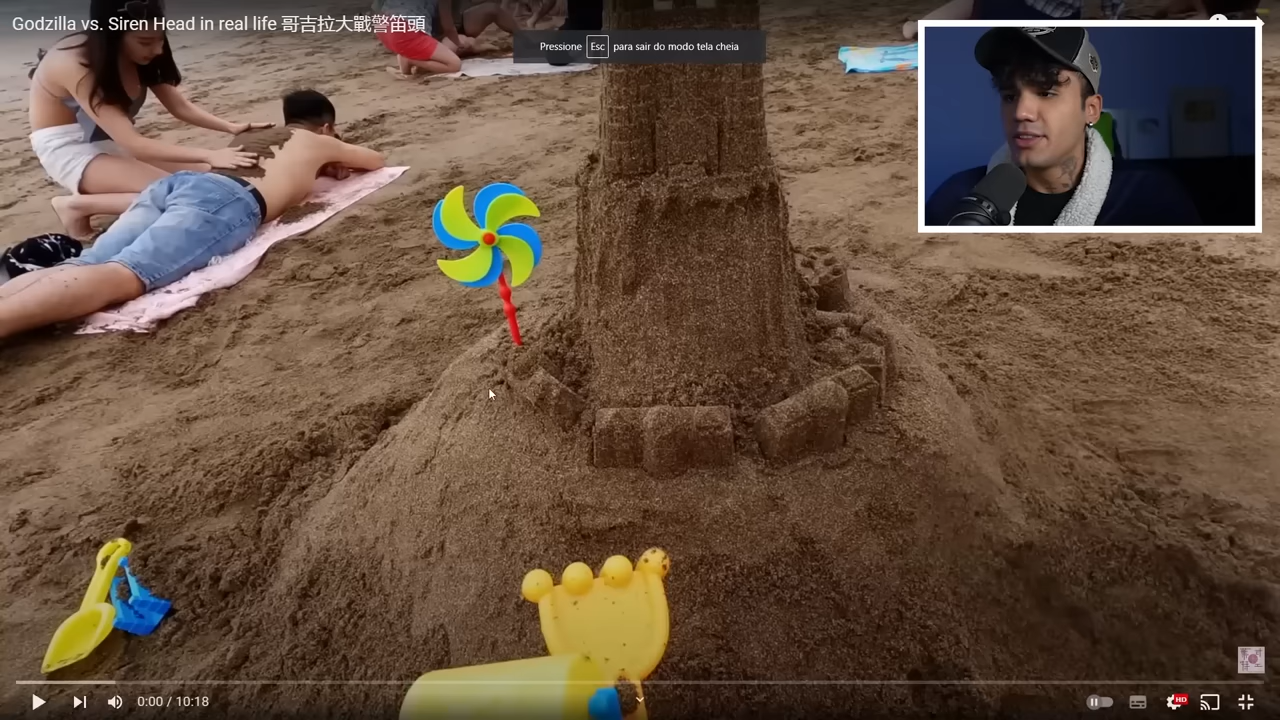 Godzilla vs. Siren Head in real life 哥吉拉大戰警笛頭
Pressione Esc para sair do modo tela cheia
0:00 / 10:18
HD